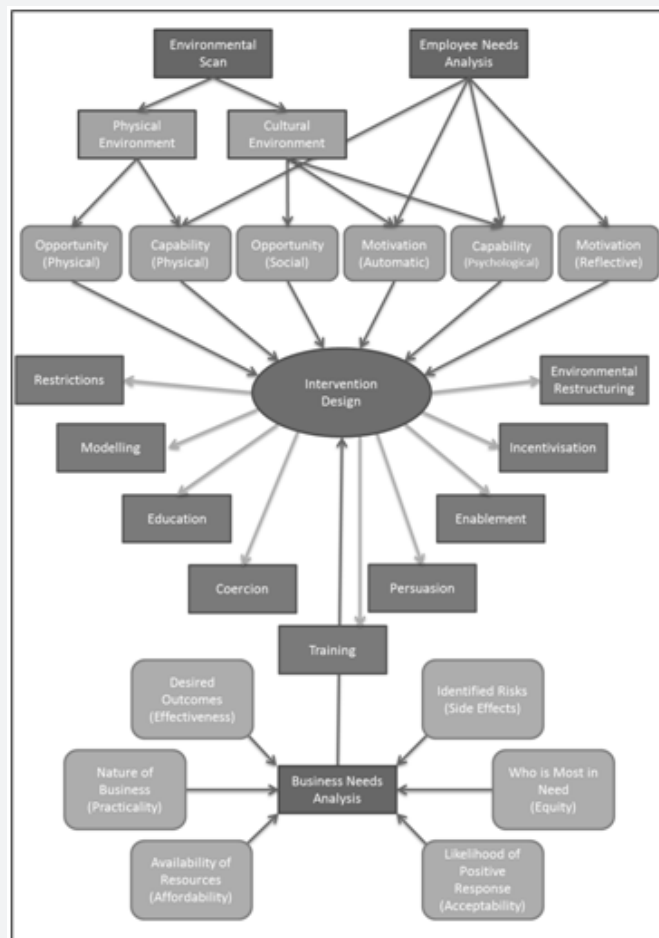 Environmental
Scan
Employee Needs
Analysis
Physical
Environment
Cultural
Environment
Opportunity
(Physical)
Capability
(Physical)
Opportunity
(Social)
Motivation
(Automatic)
Capability
(Psychological)
Motivation
(Reflective)
Intervention
Design
Restrictions
Environmental
Restructuring
Modelling
Incentivisation
Education
Enablement
Coercion
Persuasion
Training
Desired
Outcomes
(Effectiveness)
Identified Risks
(Side Effects)
Nature of
Business
(Practicality)
Business Needs
Analysis
Who is Most in
Need
(Equity)
Availability of
Resources
(Affordability)
Likelihood of
Positive
Response
(Acceptability)